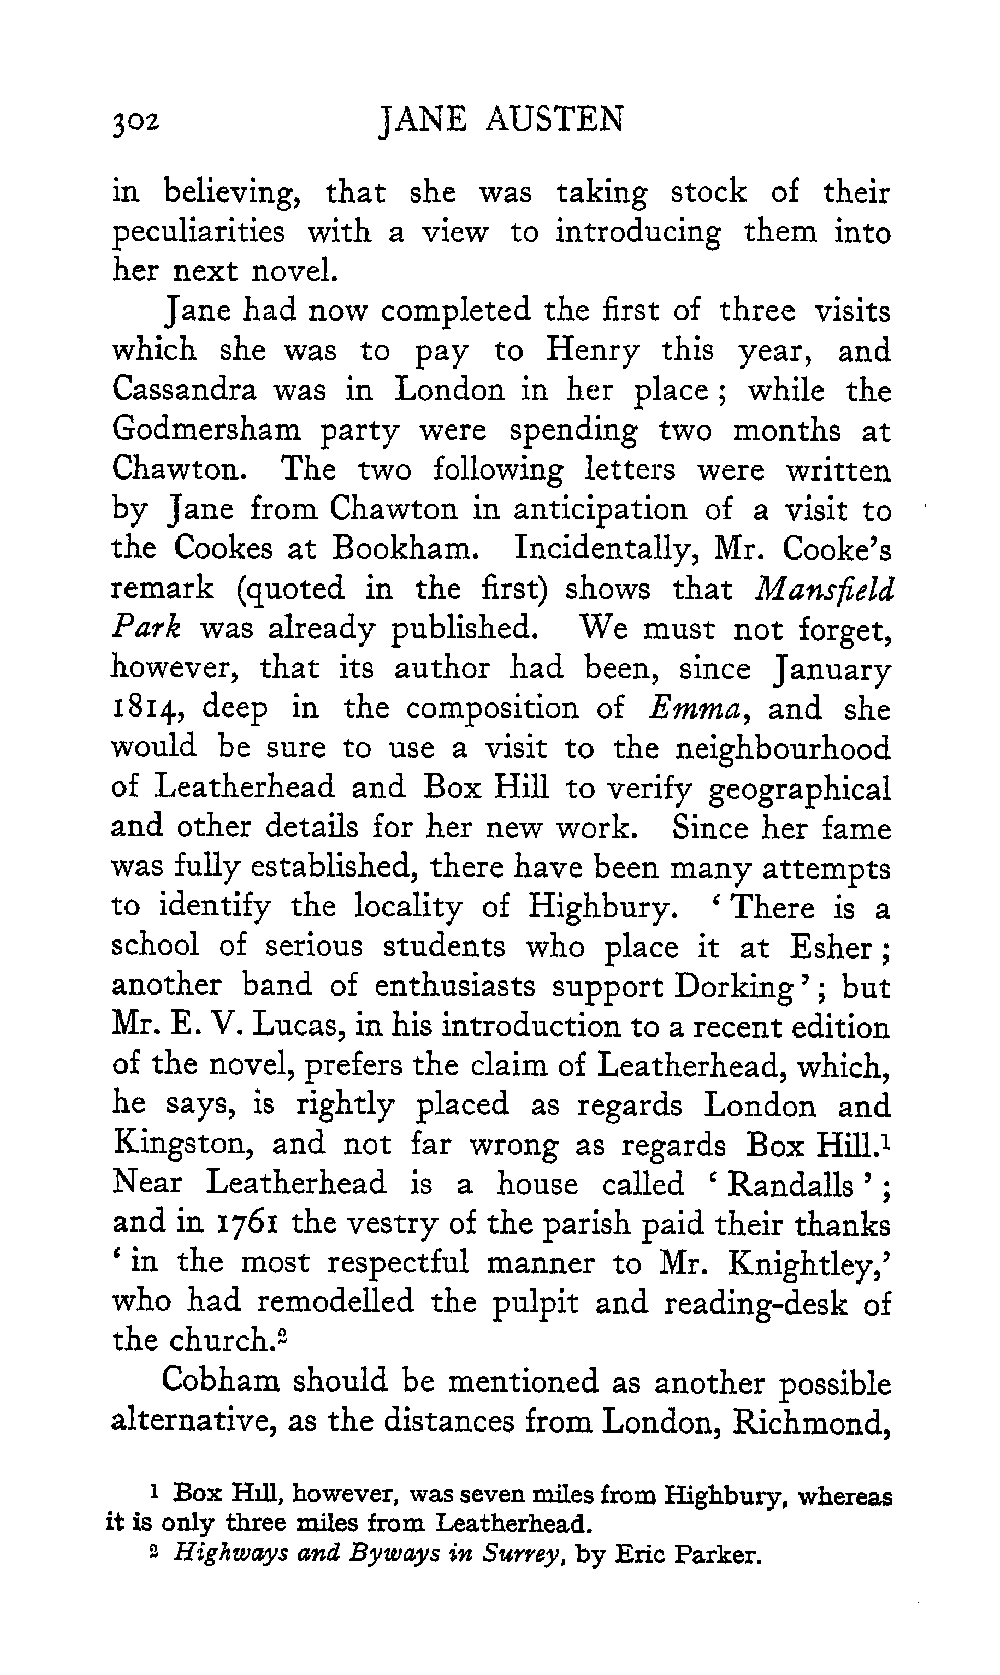 302 JANE AUSTEN
in believing, that she was taking stock of their
peculiarities with a view to introducing them into
her next novel.
Jane had now completed the first of three visits
which she was to pay to Henry this year, and
Cassandra was in London in her place ; while the
Godmersham party were spending two months at
Chawton. The two following letters were written
by Jane from Chawton in anticipation of a visit to
the Cookes at Bookham. Incidentally, Mr. Cooke's
remark (quoted in the first) shows that Mansfield
Park was already published. We must not forget,
however, that its author had been, since January
1814, deep in the composition of Emma, and she
would be sure to use a visit to the neighbourhood
of Leatherhead and Box Hill to verify geographical
and other details for her new work. Since her fame
was fully established, there have been many attempts
to identify the locality of Highbury. ‘ There is a
school of serious students who place it at Esher ;
another band of enthusiasts support Dorking ’ ; but
Mr. E. V. Lucas, in his introduction to a recent edition
of the novel, prefers the claim of Leatherhead, which,
he says, is rightly placed as regards London and
Kingston, and not far wrong as regards Box Hill.¹
Near Leatherhead is a house called ‘ Randalls ’ ;
and in 1761 the vestry of the parish paid their thanks
‘ in the most respectful manner to Mr. Knightley,’
who had remodelled the pulpit and reading-desk of
the church.²
Cobham should be mentioned as another possible
alternative, as the distances from London, Richmond,
¹ Box Hill, however, was seven miles from Highbury, whereas
it is only three miles from Leatherhead.
² Highways and Byways in Surrey, by Eric Parker.